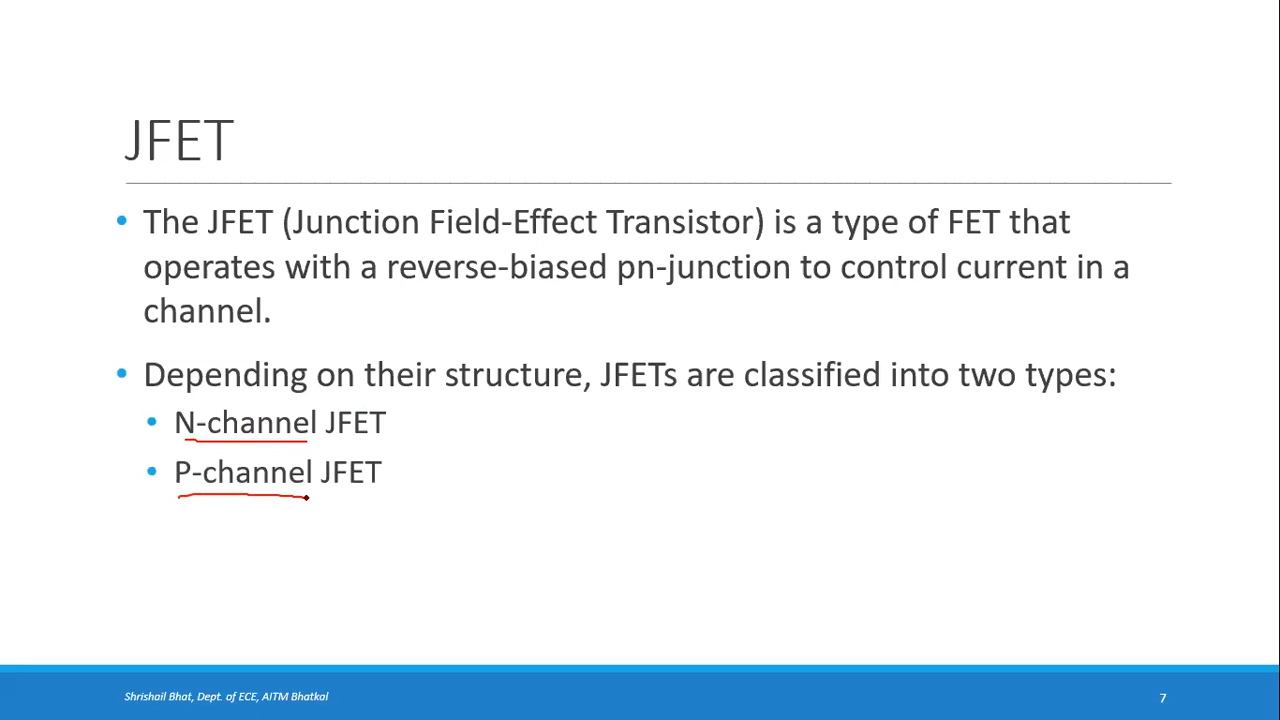 JFET
• The JFET (Junction Field-Effect Transistor) is a type of FET that
operates with a reverse-biased pn-junction to control current in a
channel.
• Depending on their structure, JFETs are classified into two types:
• N-channel JFET
• P-channel JFET
Shrishail Bhat, Dept. of ECE, AITM Bhatkal
7